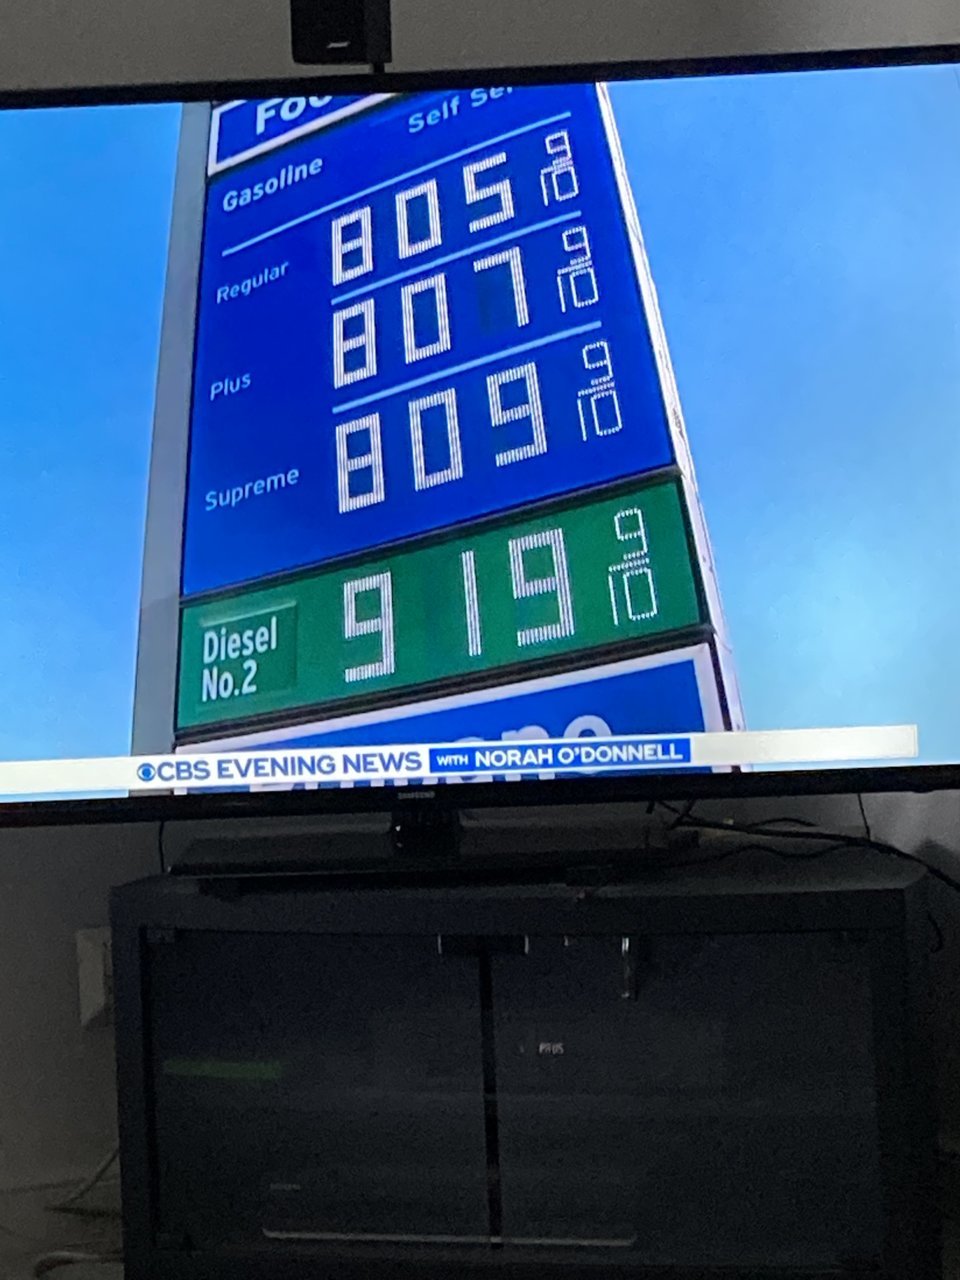 Gasoline
Regular 805 9/10
Plus 807 9/10
Supreme 809 9/10
Diesel
No.2
919 9/10
CBS EVENING NEWS WITH NORAH O'DONNELL
SAMSUNG